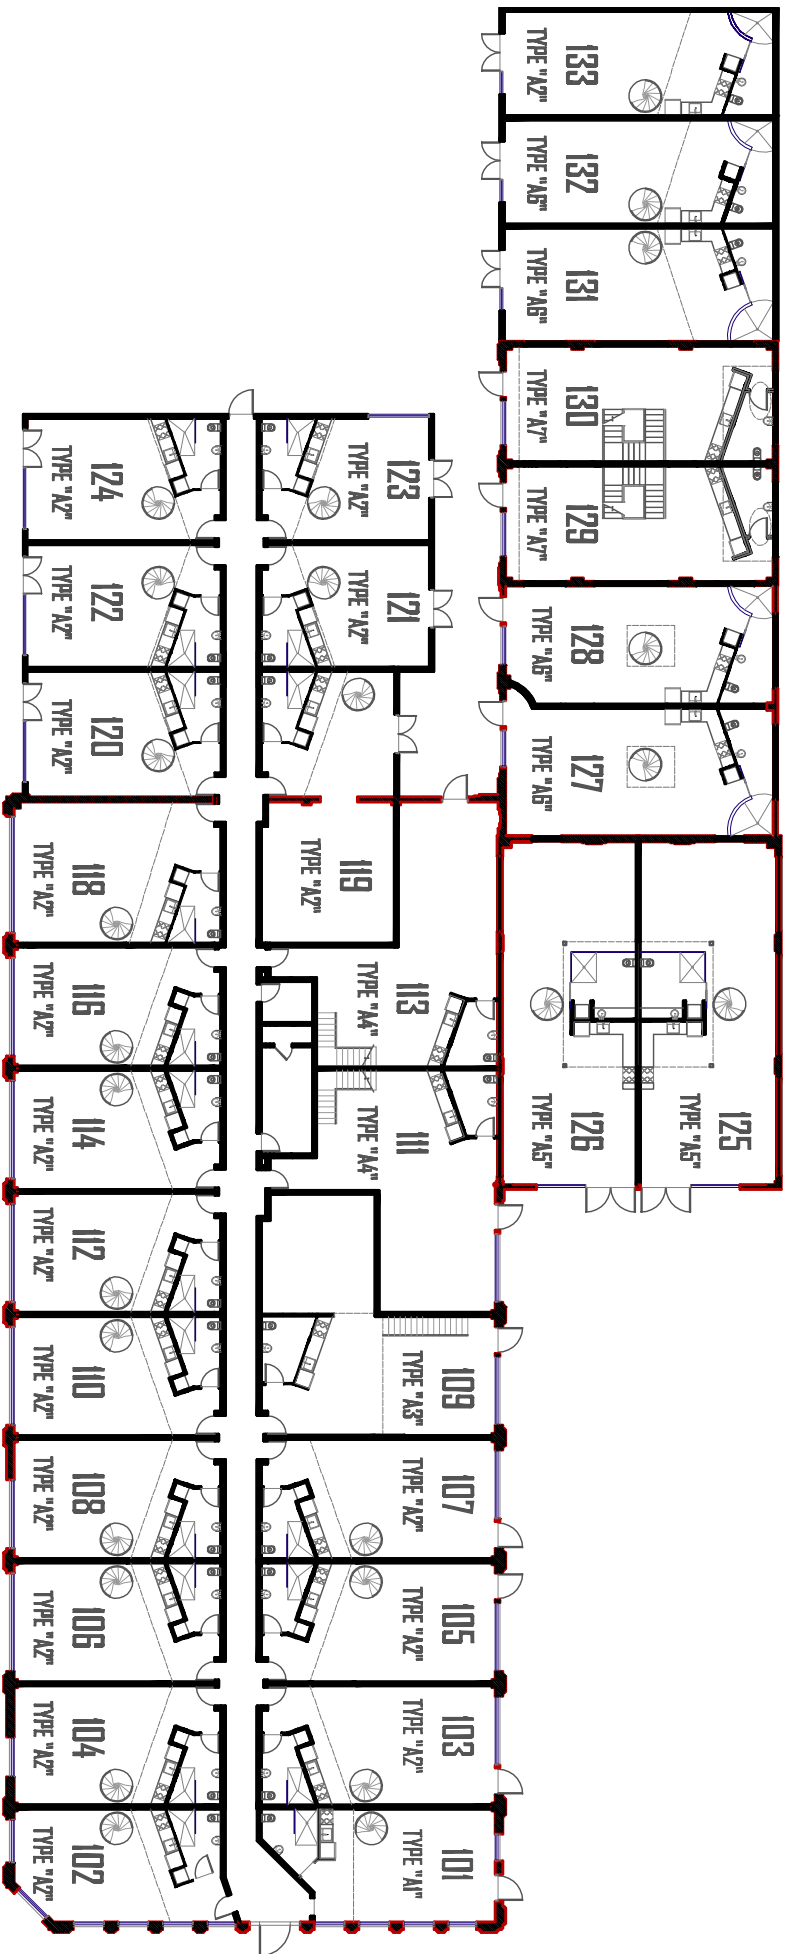 133
TYPE "A2"
132
TYPE "A6"
131
TYPE "A6"
130
TYPE "A7"
129
TYPE "A7"
128
TYPE "A6"
127
TYPE "A6"
124
TYPE "A2"
123
TYPE "A2"
122
TYPE "A2"
121
TYPE "A2"
120
TYPE "A2"
119
TYPE "A2"
118
TYPE "A2"
116
TYPE "A2"
113
TYPE "A4"
114
TYPE "A2"
111
TYPE "A4"
126
TYPE "A5"
125
TYPE "A5"
112
TYPE "A2"
110
TYPE "A2"
109
TYPE "A3"
108
TYPE "A2"
107
TYPE "A2"
106
TYPE "A2"
105
TYPE "A2"
104
TYPE "A2"
103
TYPE "A2"
102
TYPE "A2"
101
TYPE "A1"